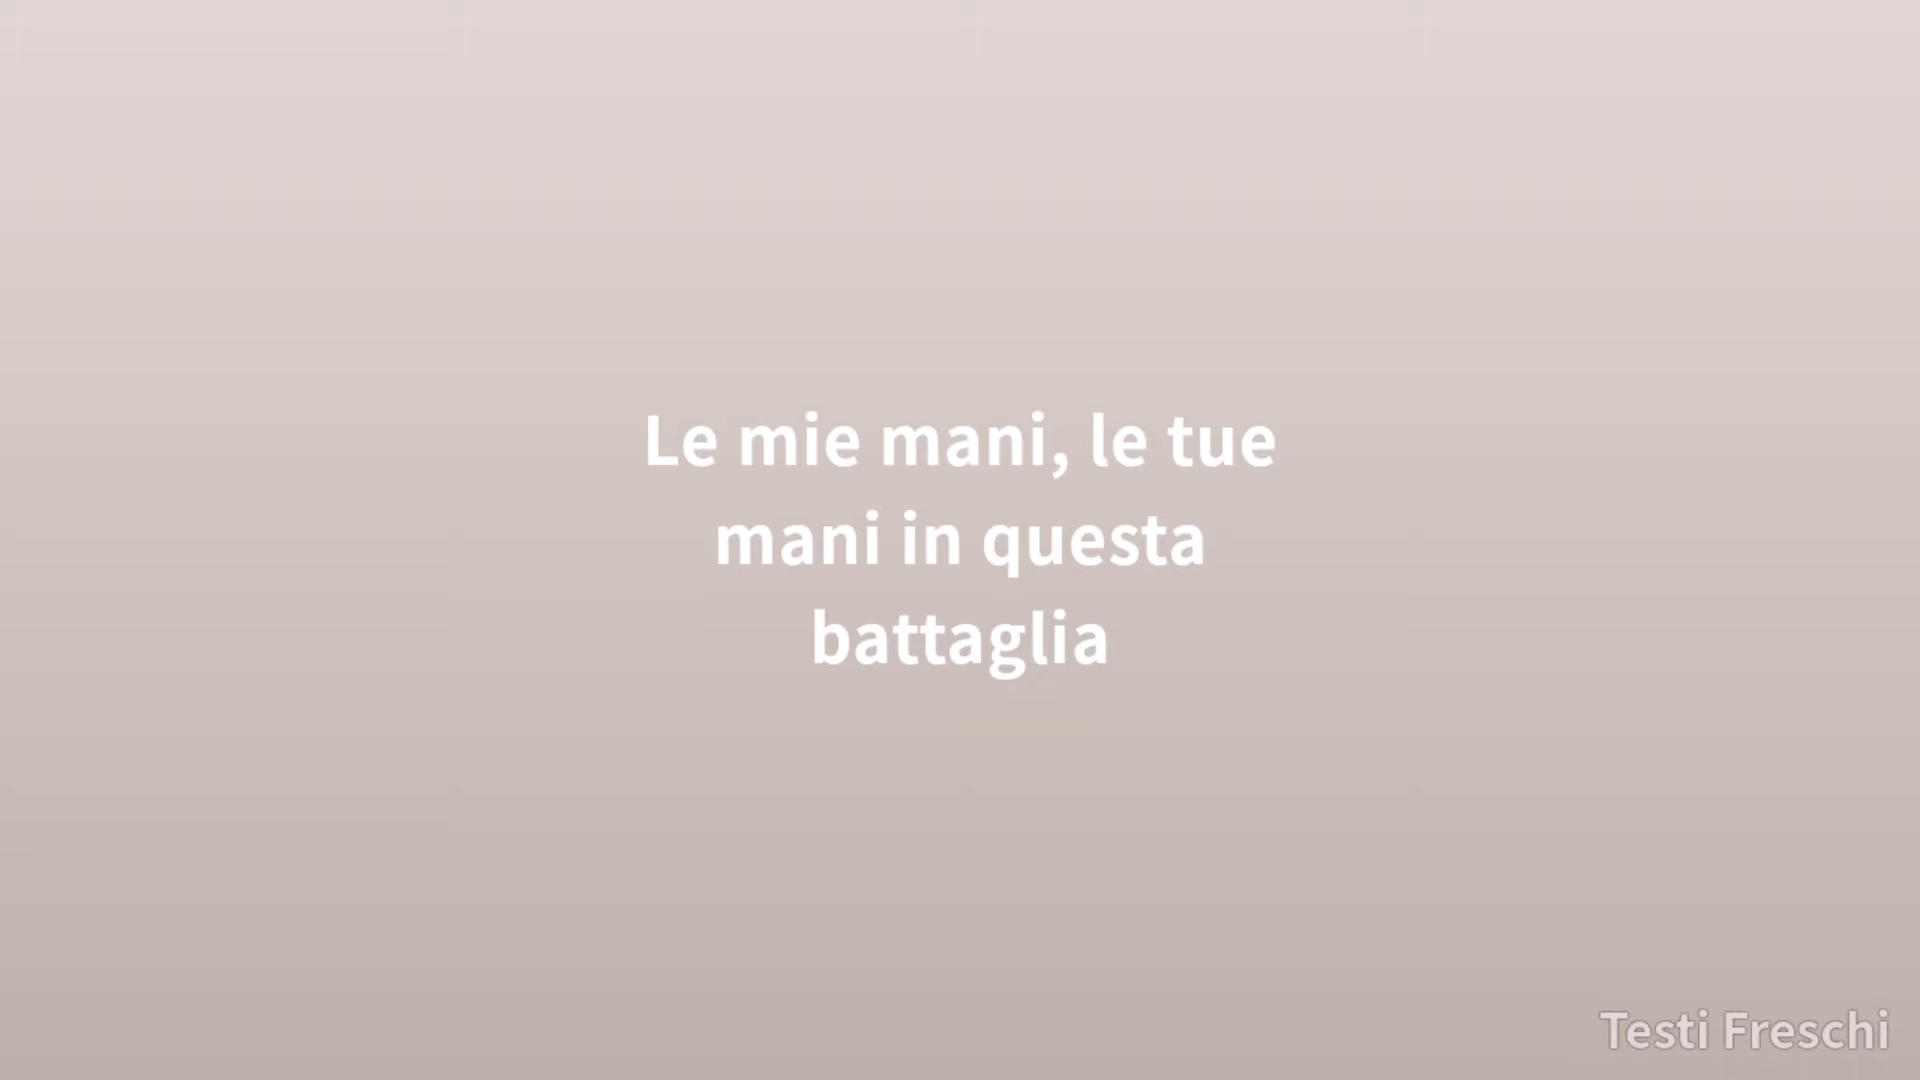 Le mie mani, le tue
mani in questa
battaglia
Testi Freschi